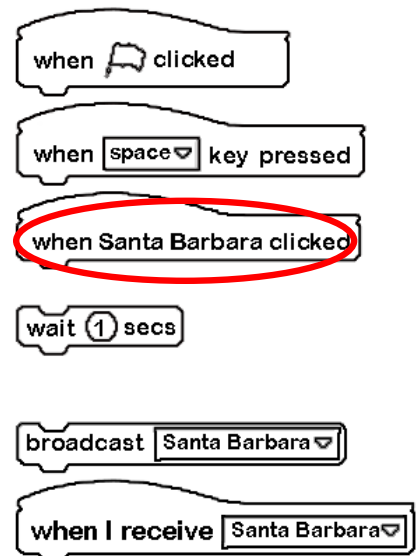 when clicked
when space key pressed
when Santa Barbara clicked
wait 1 secs
broadcast Santa Barbara
when I receive Santa Barbara